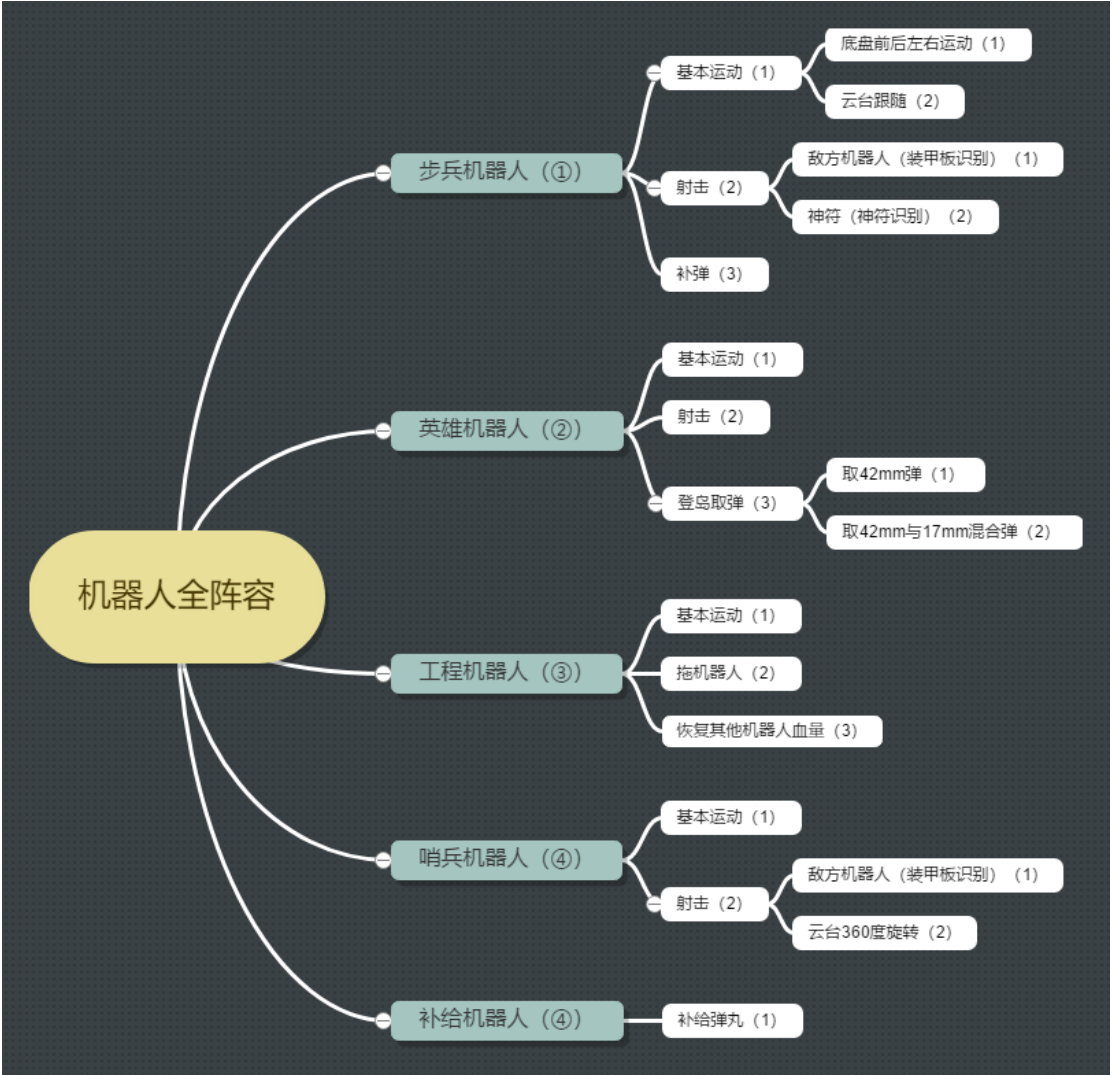 机器人全阵容
步兵机器人（①）
基本运动（1）
底盘前后左右运动（1）
云台跟随（2）
射击（2）
敌方机器人（装甲板识别）（1）
神符（神符识别）（2）
补弹（3）
英雄机器人（②）
基本运动（1）
射击（2）
登岛取弹（3）
取42mm弹（1）
取42mm与17mm混合弹（2）
工程机器人（③）
基本运动（1）
拖机器人（2）
恢复其他机器人血量（3）
哨兵机器人（④）
基本运动（1）
射击（2）
敌方机器人（装甲板识别）（1）
云台360度旋转（2）
补给机器人（④）
补给弹丸（1）